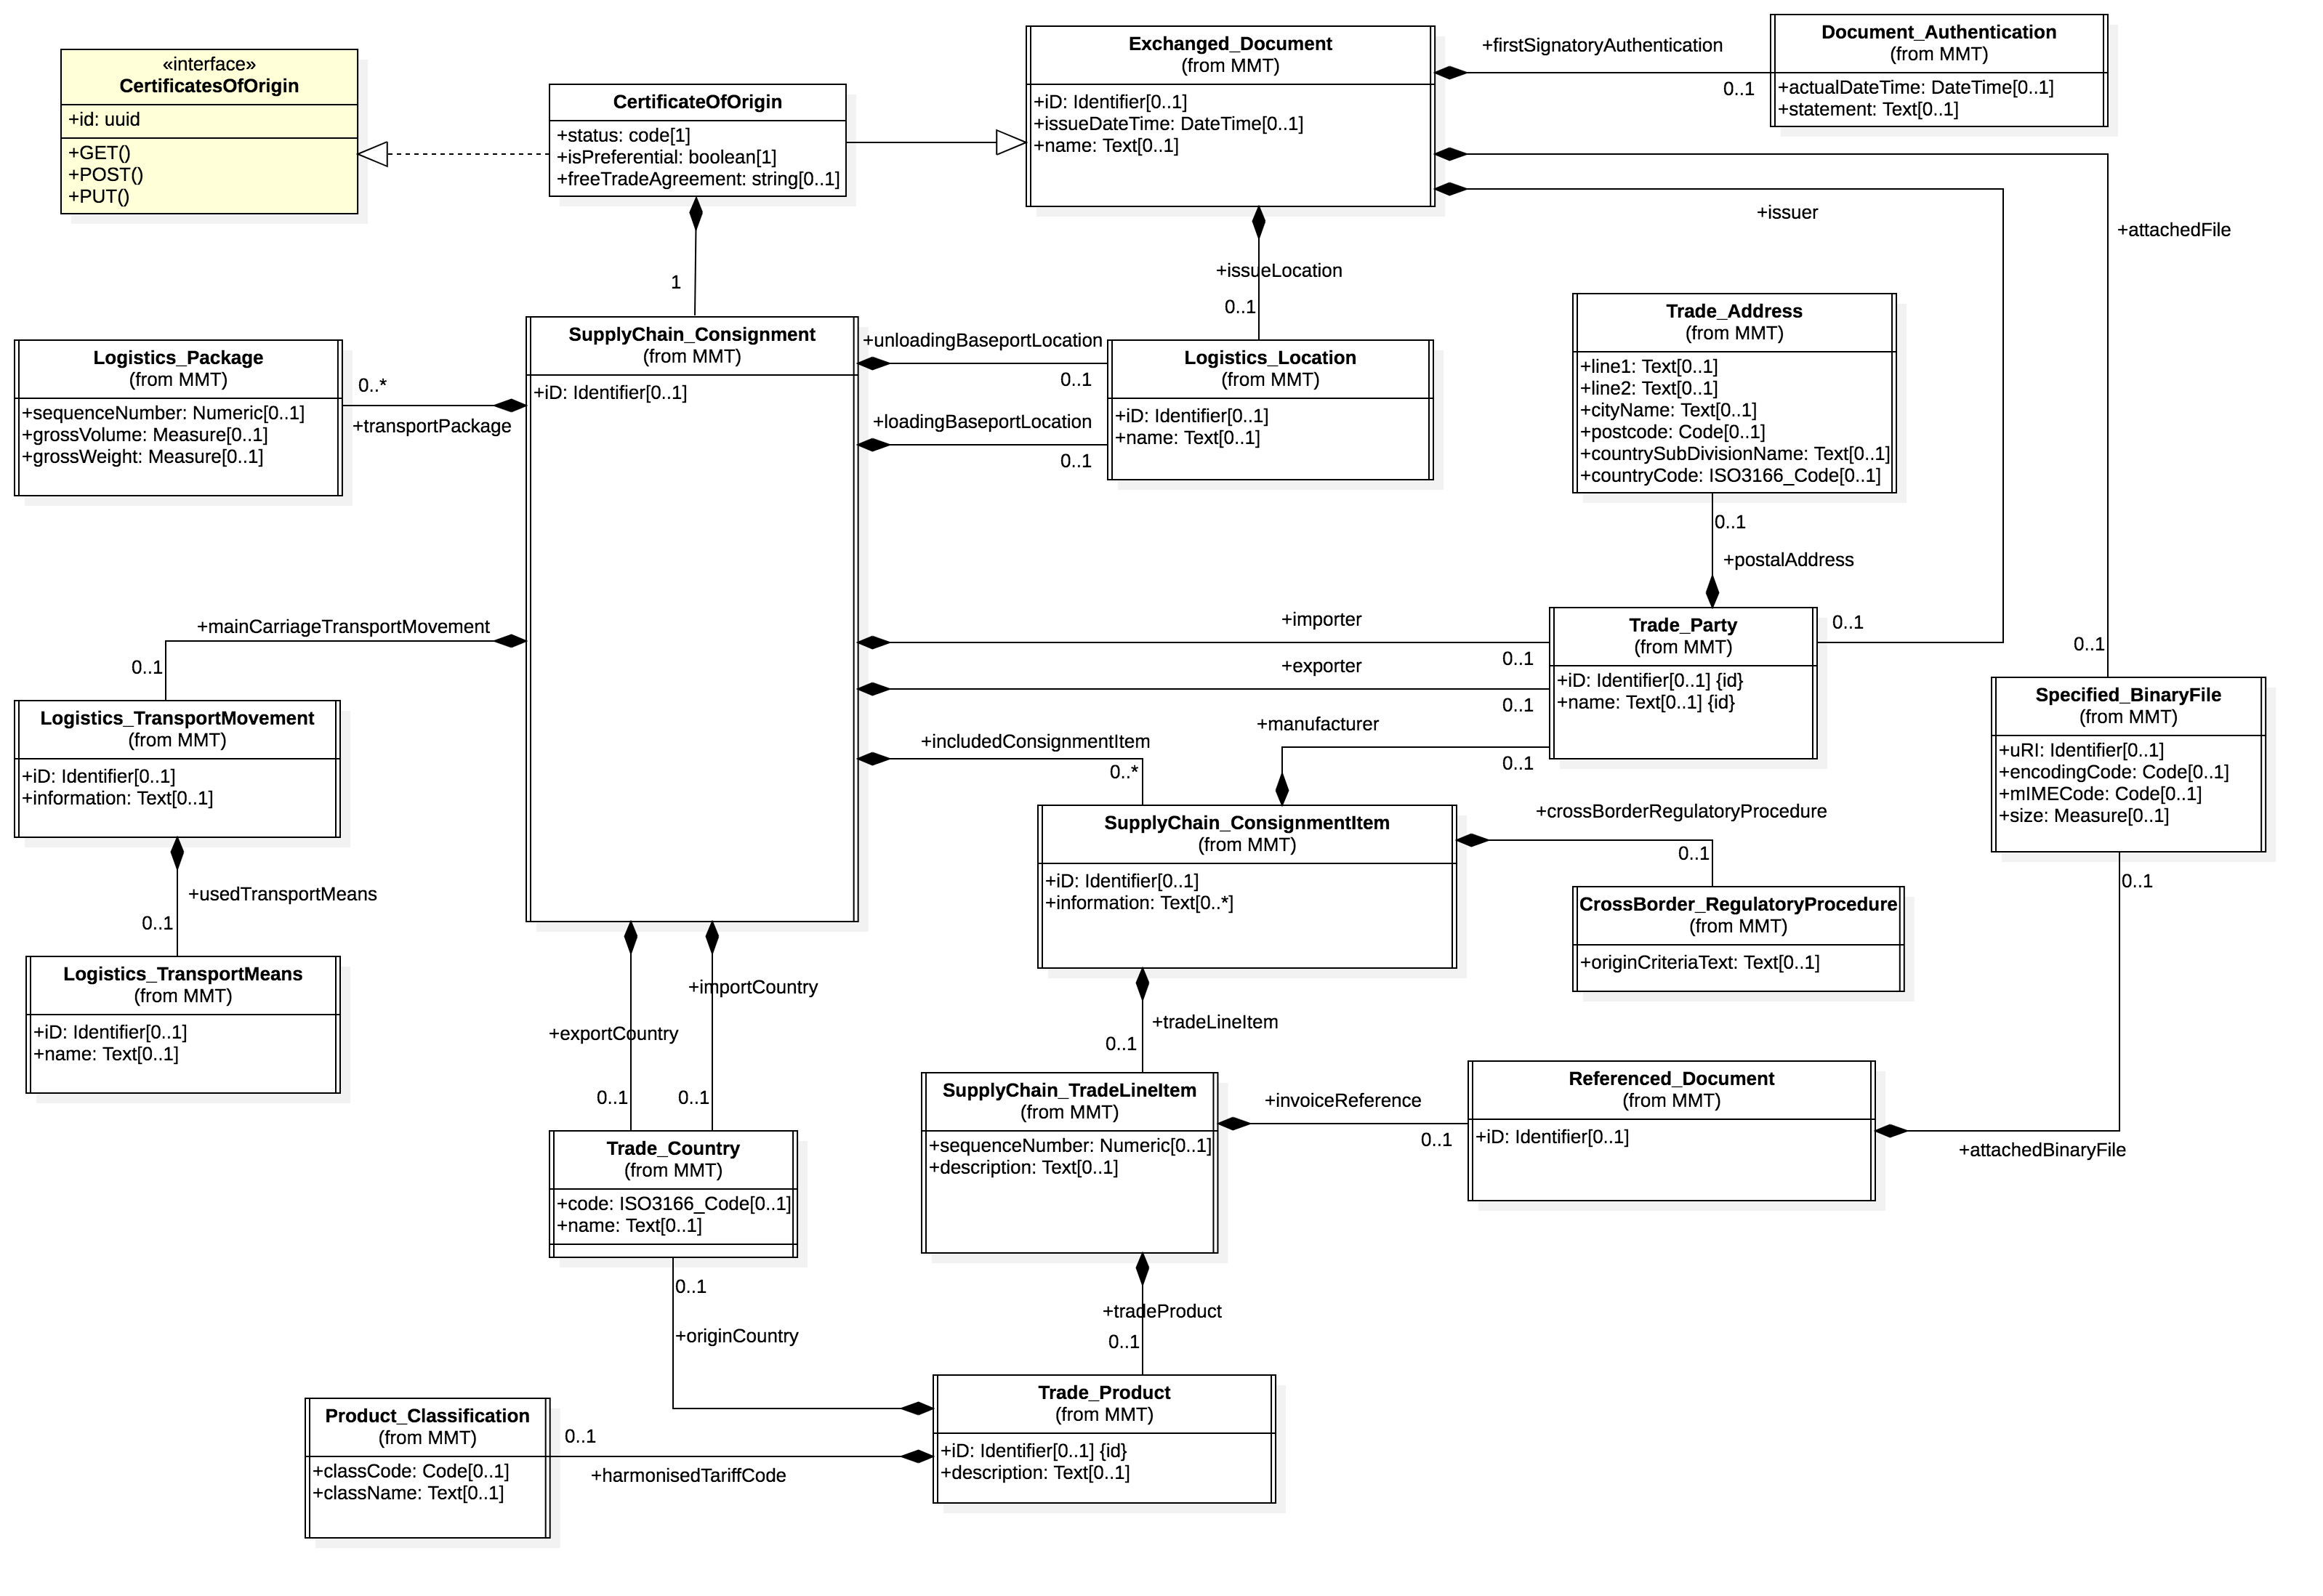 «interface»
CertificatesOfOrigin
+id: uuid
+GET()
+POST()
+PUT()
CertificateOfOrigin
+status: code[1]
+isPreferential: boolean[1]
+freeTradeAgreement: string[0..1]
Exchanged_Document
(from MMT)
+iD: Identifier[0..1]
+issueDateTime: DateTime[0..1]
+name: Text[0..1]
+firstSignatoryAuthentication
0..1
Document_Authentication
(from MMT)
+actualDateTime: DateTime[0..1]
+statement: Text[0..1]
+issuer
+attachedFile
1
+issueLocation
0..1
Logistics_Package
(from MMT)
+sequenceNumber: Numeric[0..1]
+grossVolume: Measure[0..1]
+grossWeight: Measure[0..1]
0..*
+transportPackage
SupplyChain_Consignment
(from MMT)
+iD: Identifier[0..1]
+unloadingBaseportLocation
0..1
+loadingBaseportLocation
0..1
Logistics_Location
(from MMT)
+iD: Identifier[0..1]
+name: Text[0..1]
Trade_Address
(from MMT)
+line1: Text[0..1]
+line2: Text[0..1]
+cityName: Text[0..1]
+postcode: Code[0..1]
+countrySubDivisionName: Text[0..1]
+countryCode: ISO3166_Code[0..1]
0..1
+postalAddress
+mainCarriageTransportMovement
0..1
+importer
0..1
+exporter
0..1
Trade_Party
(from MMT)
+iD: Identifier[0..1] {id}
+name: Text[0..1] {id}
0..1
0..1
Logistics_TransportMovement
(from MMT)
+iD: Identifier[0..1]
+information: Text[0..1]
+manufacturer
0..1
+includedConsignmentItem
0..*
Specified_BinaryFile
(from MMT)
+uRI: Identifier[0..1]
+encodingCode: Code[0..1]
+mIMECode: Code[0..1]
+size: Measure[0..1]
0..1
SupplyChain_ConsignmentItem
(from MMT)
+iD: Identifier[0..1]
+information: Text[0..*]
+crossBorderRegulatoryProcedure
0..1
CrossBorder_RegulatoryProcedure
(from MMT)
+originCriteriaText: Text[0..1]
+usedTransportMeans
0..1
Logistics_TransportMeans
(from MMT)
+iD: Identifier[0..1]
+name: Text[0..1]
+importCountry
+exportCountry
0..1
0..1
+tradeLineItem
0..1
SupplyChain_TradeLineItem
(from MMT)
+sequenceNumber: Numeric[0..1]
+description: Text[0..1]
+invoiceReference
0..1
Referenced_Document
(from MMT)
+iD: Identifier[0..1]
+attachedBinaryFile
Trade_Country
(from MMT)
+code: ISO3166_Code[0..1]
+name: Text[0..1]
0..1
+originCountry
+tradeProduct
0..1
Product_Classification
(from MMT)
+classCode: Code[0..1]
+className: Text[0..1]
0..1
+harmonisedTariffCode
Trade_Product
(from MMT)
+iD: Identifier[0..1] {id}
+description: Text[0..1]